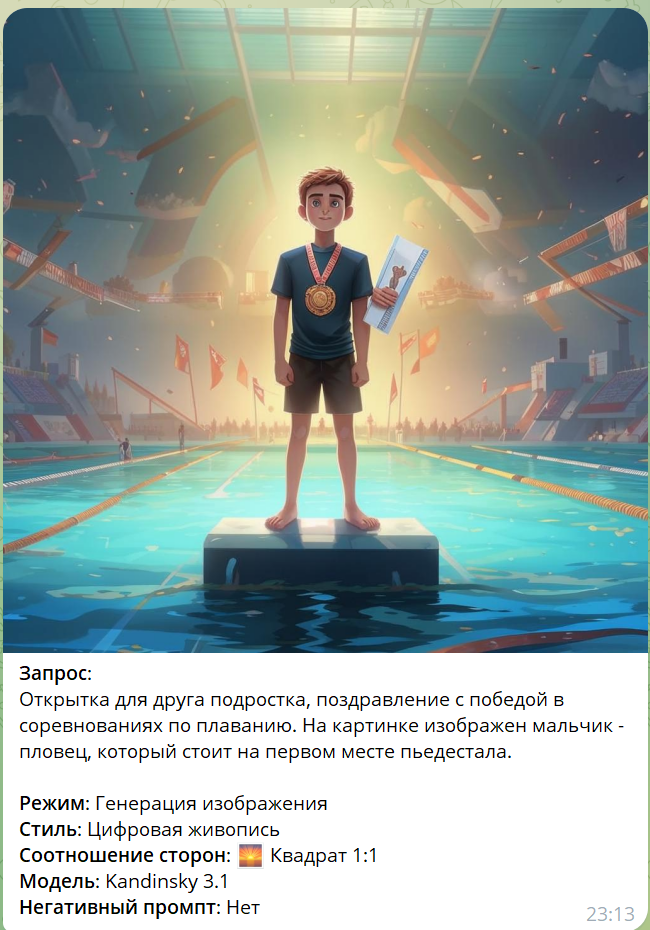 Запрос:
Открытка для друга подростка, поздравление с победой в
соревнованиях по плаванию. На картинке изображен мальчик -
пловец, который стоит на первом месте пьедестала.
Режим: Генерация изображения
Стиль: Цифровая живопись
Соотношение сторон: 🌅 Квадрат 1:1
Модель: Kandinsky 3.1
Негативный промпт: Нет
23:13